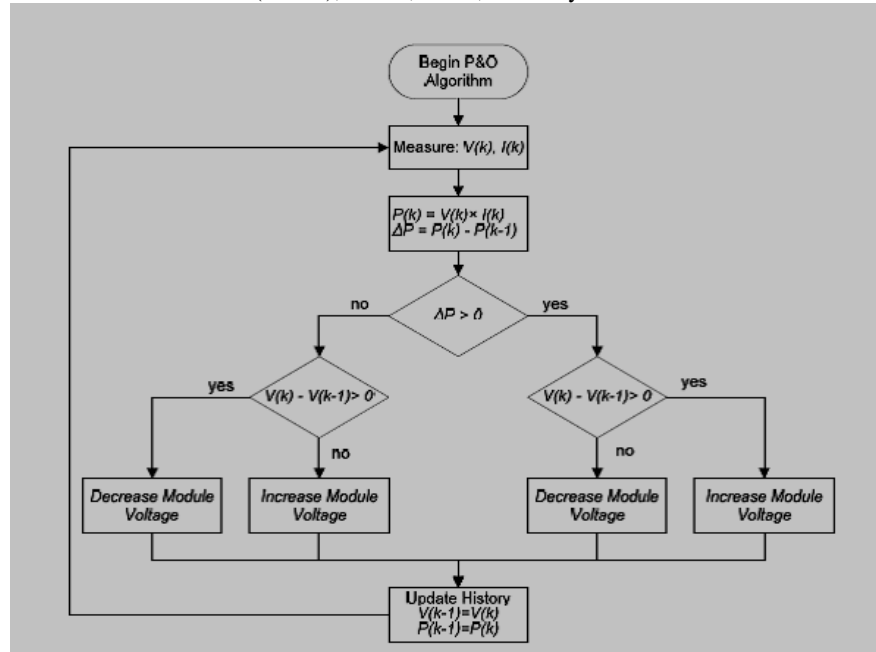 Begin P&O
Algorithm
Measure: V(k), I(k)
P(k) = V(k)× I(k)
ΔP = P(k) - P(k-1)
ΔP > 0
no
yes
V(k) - V(k-1)> 0
V(k) - V(k-1)> 0
yes
no
no
yes
Decrease Module
Voltage
Increase Module
Voltage
Decrease Module
Voltage
Increase Module
Voltage
Update History
V(k-1)=V(k)
P(k-1)=P(k)